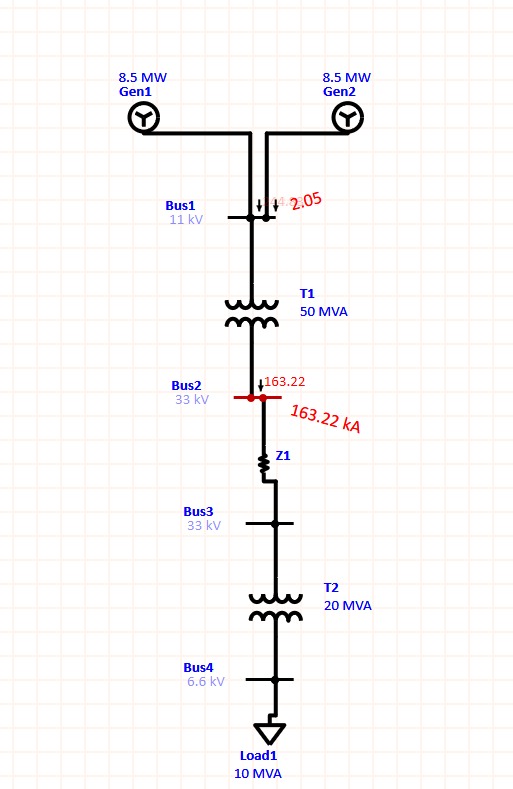 8.5 MW
Gen1
8.5 MW
Gen2
Bus1
11 kV
2.05
T1
50 MVA
Bus2
33 kV
163.22
163.22 kA
Z1
Bus3
33 kV
T2
20 MVA
Bus4
6.6 kV
Load1
10 MVA